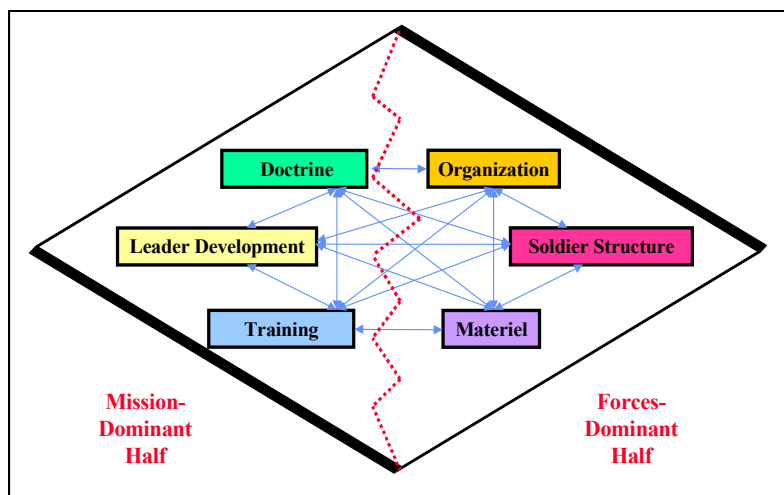 Doctrine
Organization
Leader Development
Soldier Structure
Training
Materiel
Mission-
Dominant
Half
Forces-
Dominant
Half